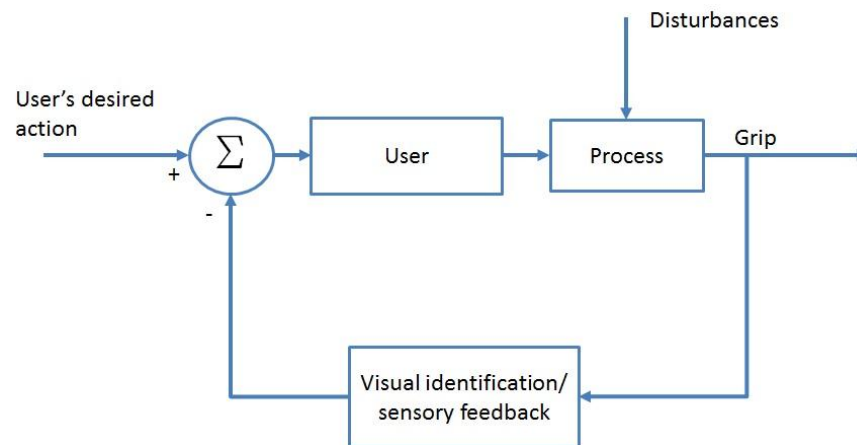 Disturbances
User's desired
action
Σ
User
Process
Grip
+
-
Visual identification/
sensory feedback